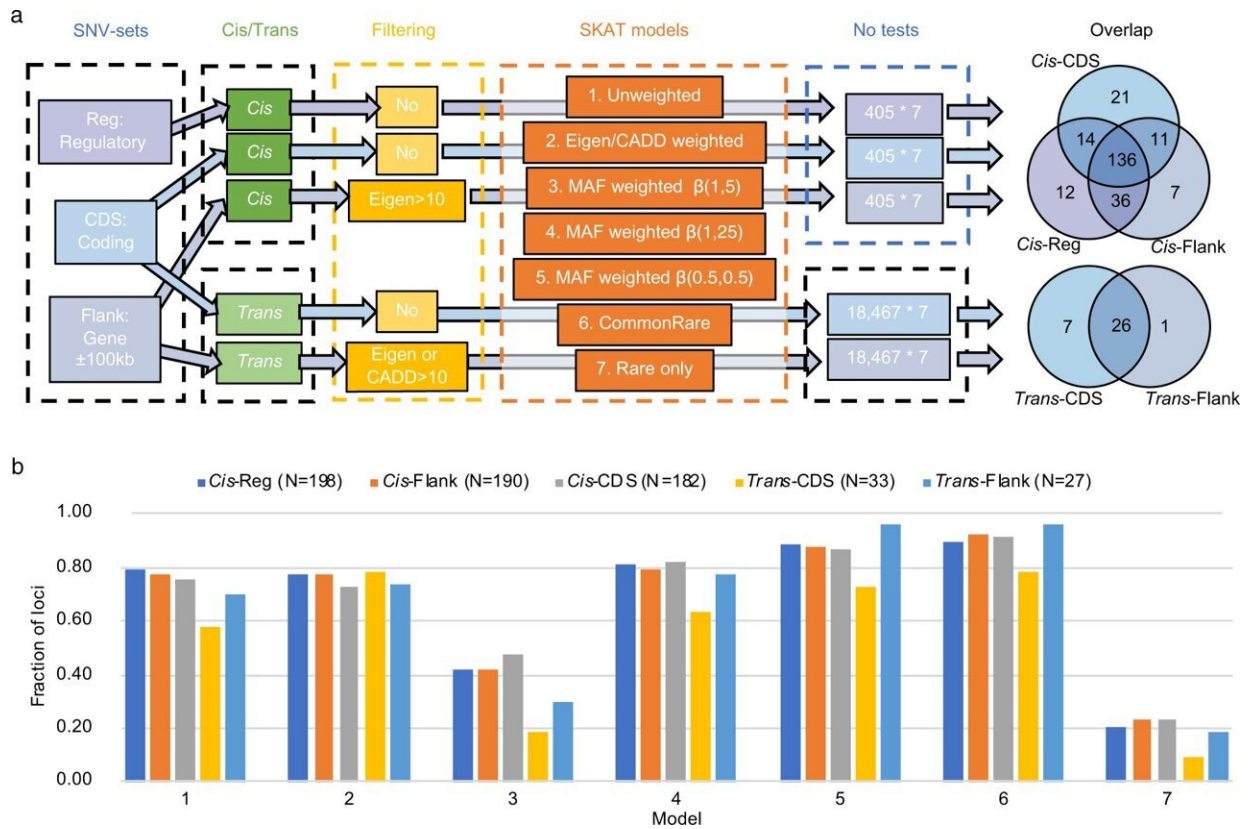 a
SNV-sets
Cis/Trans
Filtering
SKAT models
No tests
Overlap
Reg:
Regulatory
CDS:
Coding
Flank:
Gene
±100kb
Cis
Cis
Cis
Trans
Trans
No
No
Eigen>10
No
Eigen or
CADD>10
1. Unweighted
2. Eigen/CADD weighted
3. MAF weighted β(1,5)
4. MAF weighted β(1,25)
5. MAF weighted β(0.5,0.5)
6. CommonRare
7. Rare only
405 * 7
405 * 7
405 * 7
18,467 * 7
18,467 * 7
Cis-CDS
21
14
11
136
12
36
7
Cis-Reg
Cis-Flank
7
26
1
Trans-CDS
Trans-Flank
b
Cis-Reg (N=198)
Cis-Flank (N=190)
Cis-CDS (N=182)
Trans-CDS (N=33)
Trans-Flank (N=27)
Fraction of loci
1.00
0.80
0.60
0.40
0.20
0.00
1
2
3
4
5
6
7
Model